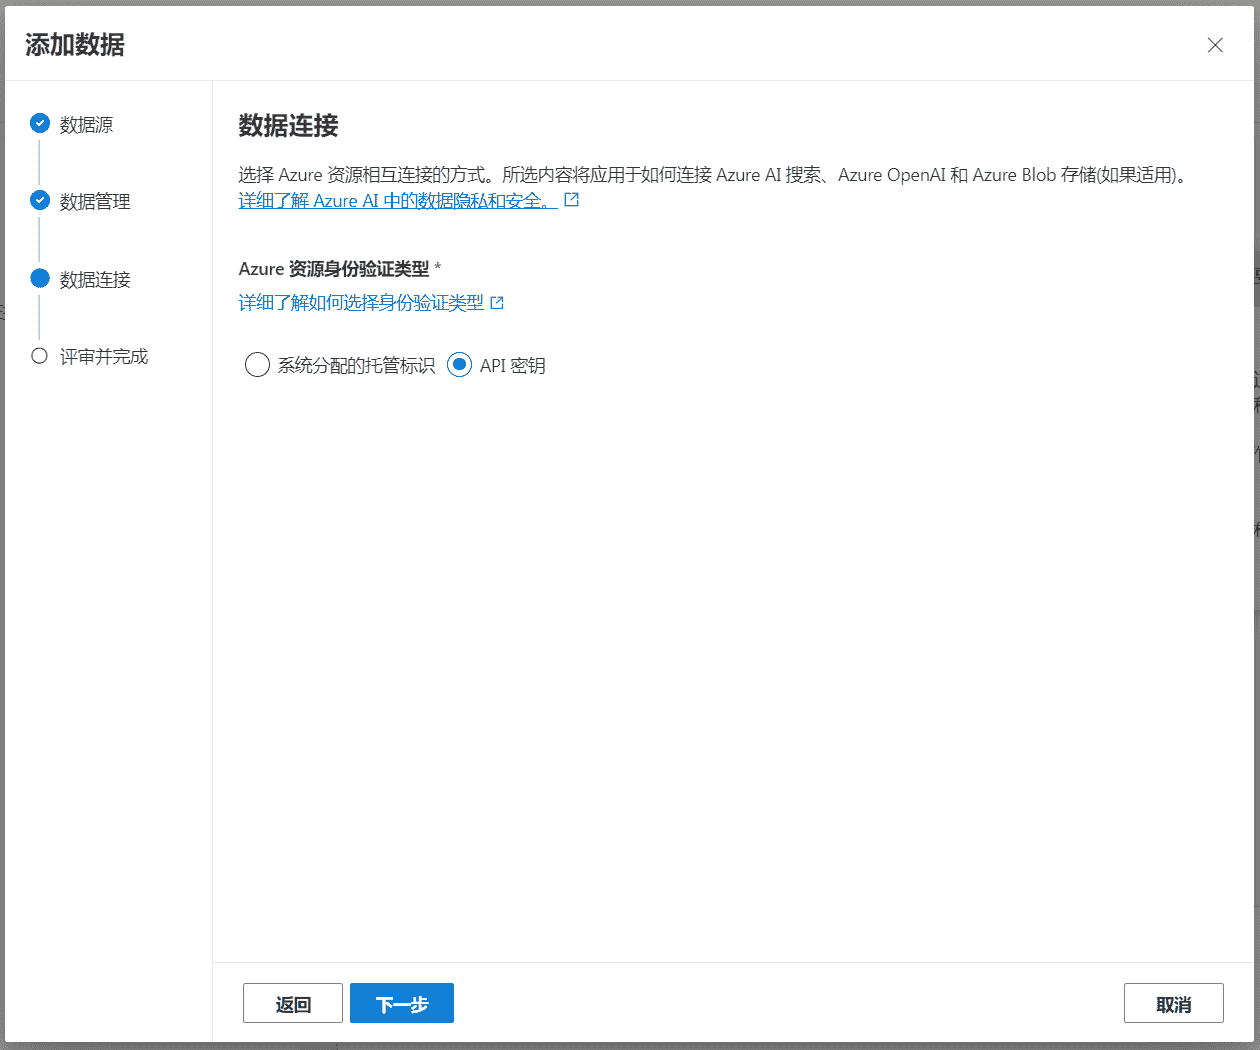 添加数据
数据源
数据管理
数据连接
评审并完成
数据连接
选择 Azure 资源相互连接的方式。所选内容将应用于如何连接 Azure AI 搜索、Azure OpenAI 和 Azure Blob 存储(如果适用)。
详细了解 Azure AI 中的数据隐私和安全。
Azure 资源身份验证类型 *
详细了解如何选择身份验证类型
系统分配的托管标识 API 密钥
返回 下一步 取消